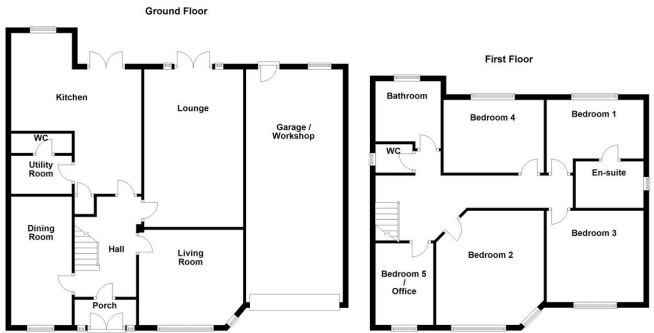 Ground Floor
Kitchen
Lounge
Garage /
Workshop
WC
Utility
Room
Dining
Room
Hall
Living
Room
Porch
First Floor
Bathroom
Bedroom 4
Bedroom 1
WC
En-suite
Bedroom 2
Bedroom 3
Bedroom 5
/
Office